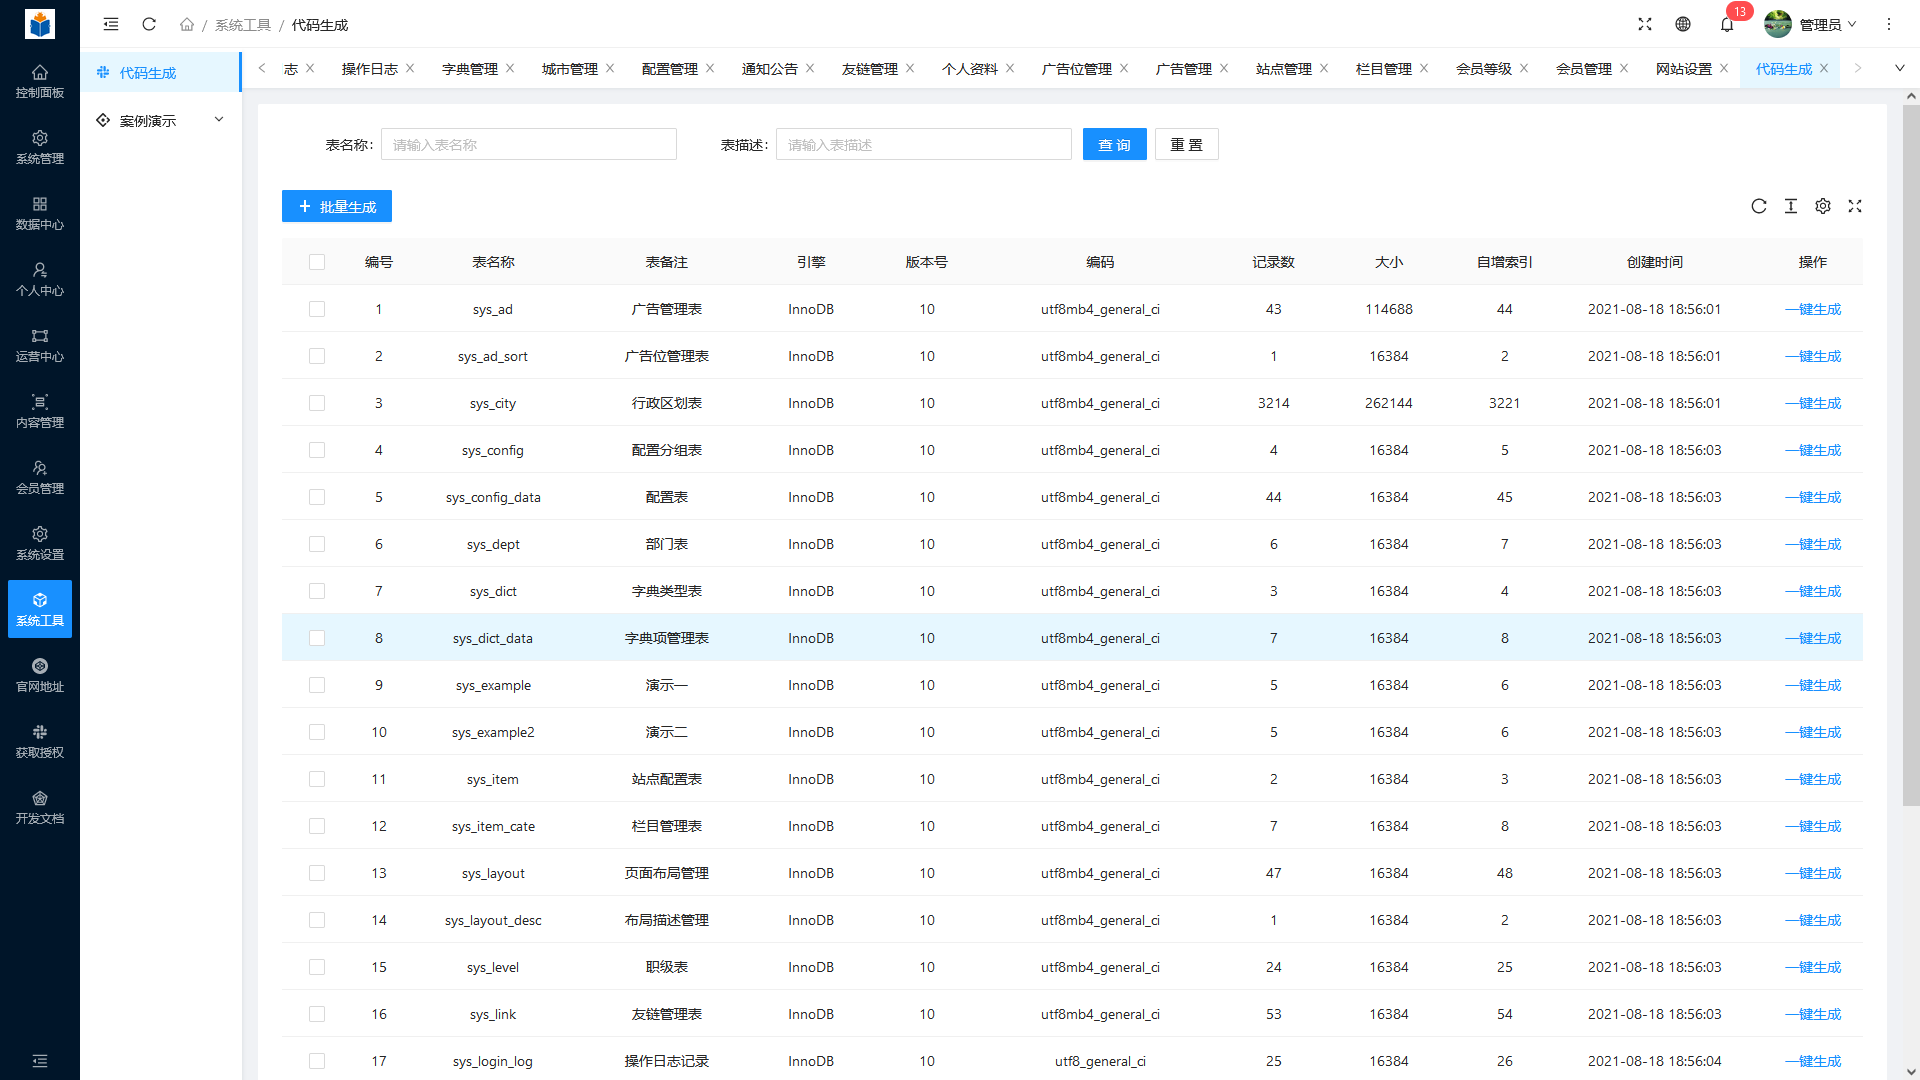 控制面板
系统管理
数据中心
个人中心
运营中心
内容管理
会员管理
系统设置
系统工具
官网地址
获取授权
开发文档
代码生成
案例演示
/ 系统工具 / 代码生成
13
管理员
志 操作日志 字典管理 城市管理 配置管理 通知公告 友链管理 个人资料 广告位管理 广告管理 站点管理 栏目管理 会员等级 会员管理 网站设置 代码生成
表名称: 请输入表名称 表描述: 请输入表描述 查 询 重 置
批量生成
编号 表名称 表备注 引擎 版本号 编码 记录数 大小 自增索引 创建时间 操作
1 sys_ad 广告管理表 InnoDB 10 utf8mb4_general_ci 43 114688 44 2021-08-18 18:56:01 一键生成
2 sys_ad_sort 广告位管理表 InnoDB 10 utf8mb4_general_ci 1 16384 2 2021-08-18 18:56:01 一键生成
3 sys_city 行政区划表 InnoDB 10 utf8mb4_general_ci 3214 262144 3221 2021-08-18 18:56:01 一键生成
4 sys_config 配置分组表 InnoDB 10 utf8mb4_general_ci 4 16384 5 2021-08-18 18:56:03 一键生成
5 sys_config_data 配置表 InnoDB 10 utf8mb4_general_ci 44 16384 45 2021-08-18 18:56:03 一键生成
6 sys_dept 部门表 InnoDB 10 utf8mb4_general_ci 6 16384 7 2021-08-18 18:56:03 一键生成
7 sys_dict 字典类型表 InnoDB 10 utf8mb4_general_ci 3 16384 4 2021-08-18 18:56:03 一键生成
8 sys_dict_data 字典项管理表 InnoDB 10 utf8mb4_general_ci 7 16384 8 2021-08-18 18:56:03 一键生成
9 sys_example 演示一 InnoDB 10 utf8mb4_general_ci 5 16384 6 2021-08-18 18:56:03 一键生成
10 sys_example2 演示二 InnoDB 10 utf8mb4_general_ci 5 16384 6 2021-08-18 18:56:03 一键生成
11 sys_item 站点配置表 InnoDB 10 utf8mb4_general_ci 2 16384 3 2021-08-18 18:56:03 一键生成
12 sys_item_cate 栏目管理表 InnoDB 10 utf8mb4_general_ci 7 16384 8 2021-08-18 18:56:03 一键生成
13 sys_layout 页面布局管理 InnoDB 10 utf8mb4_general_ci 47 16384 48 2021-08-18 18:56:03 一键生成
14 sys_layout_desc 布局描述管理 InnoDB 10 utf8mb4_general_ci 1 16384 2 2021-08-18 18:56:03 一键生成
15 sys_level 职级表 InnoDB 10 utf8mb4_general_ci 24 16384 25 2021-08-18 18:56:03 一键生成
16 sys_link 友链管理表 InnoDB 10 utf8mb4_general_ci 53 16384 54 2021-08-18 18:56:03 一键生成
17 sys_login_log 操作日志记录 InnoDB 10 utf8_general_ci 25 16384 26 2021-08-18 18:56:04 一键生成